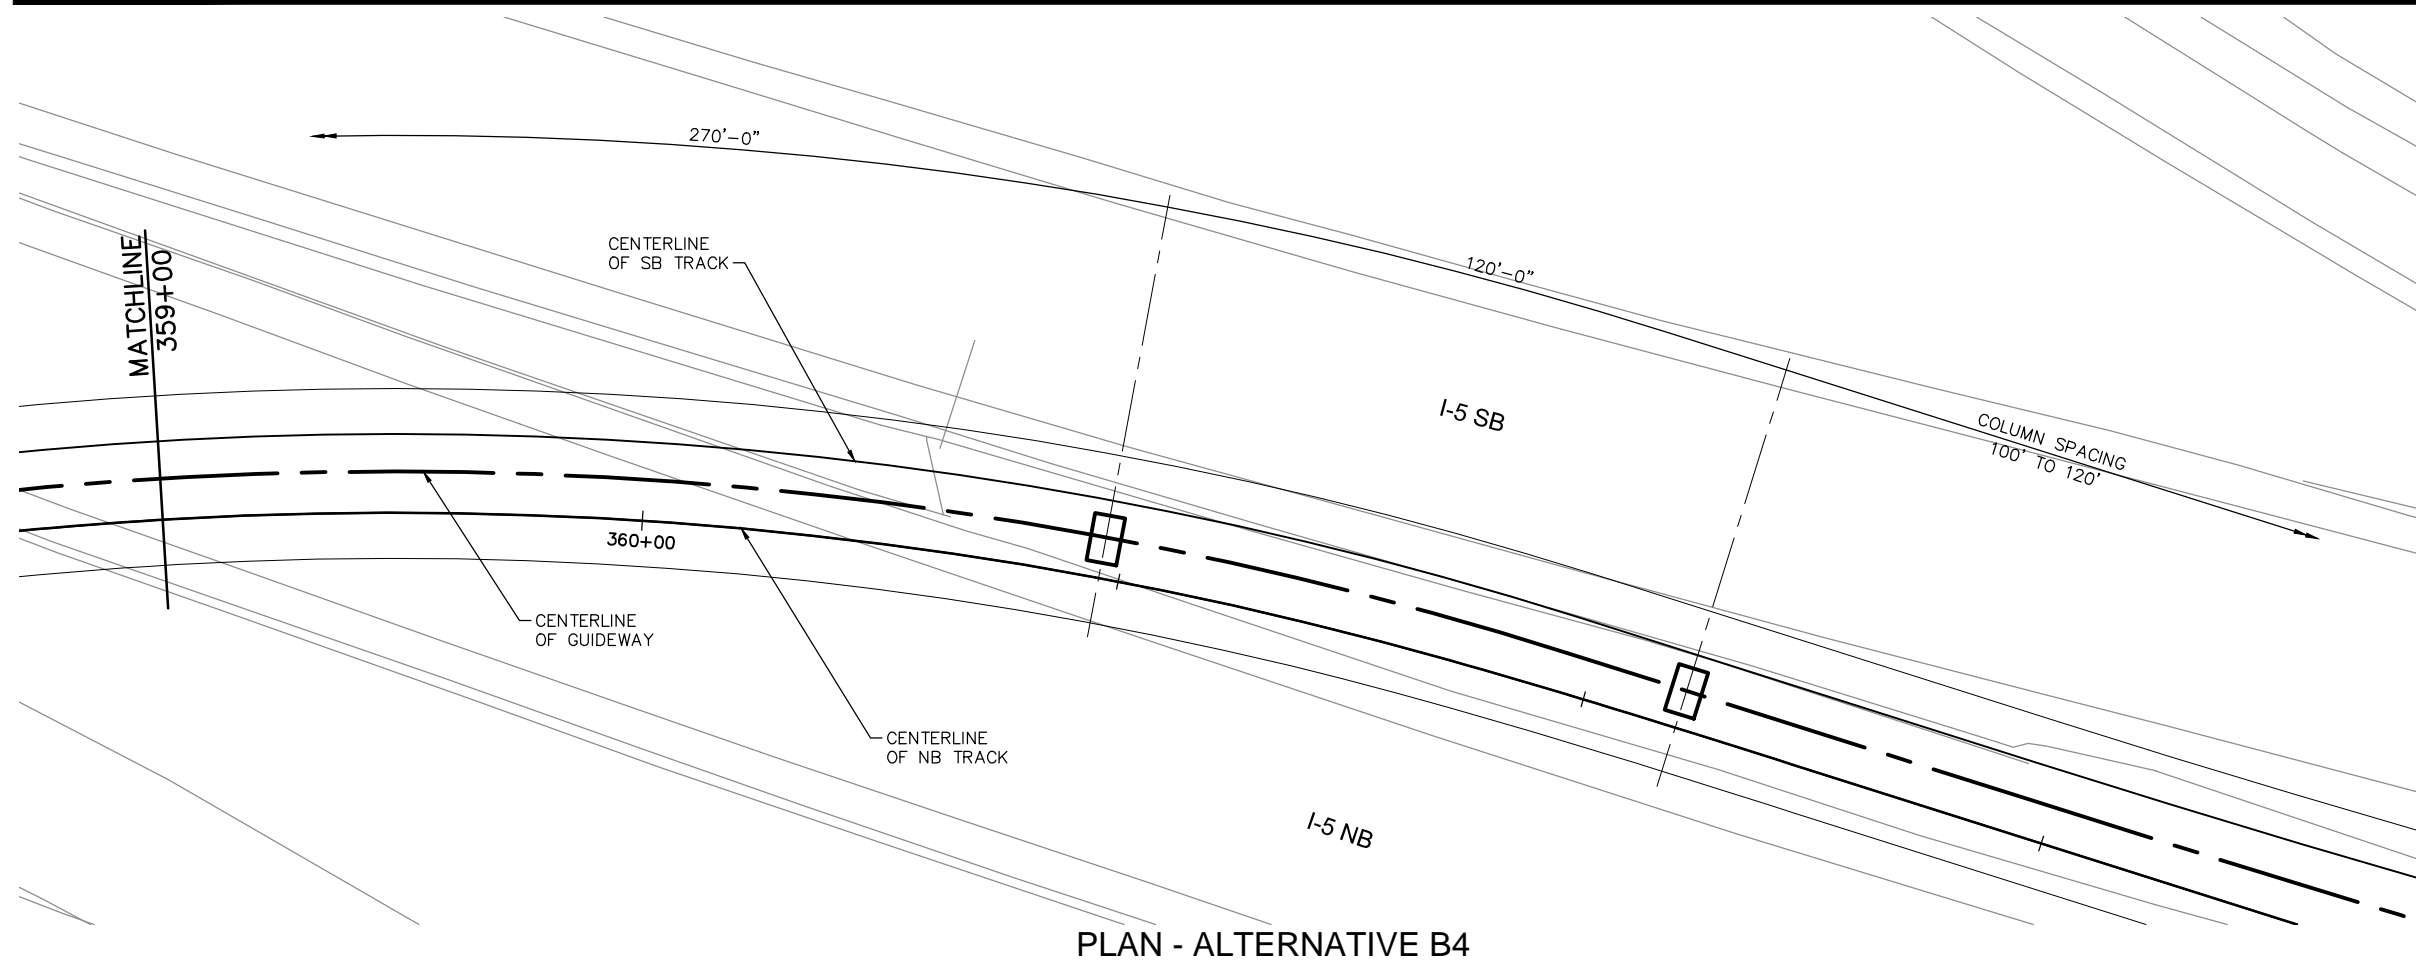 270'-0"
CENTERLINE
OF SB TRACK
MATCHLINE
359+00
120'-0"
I-5 SB
COLUMN SPACING
100' TO 120'
360+00
CENTERLINE
OF GUIDEWAY
CENTERLINE
OF NB TRACK
I-5 NB
PLAN - ALTERNATIVE B4